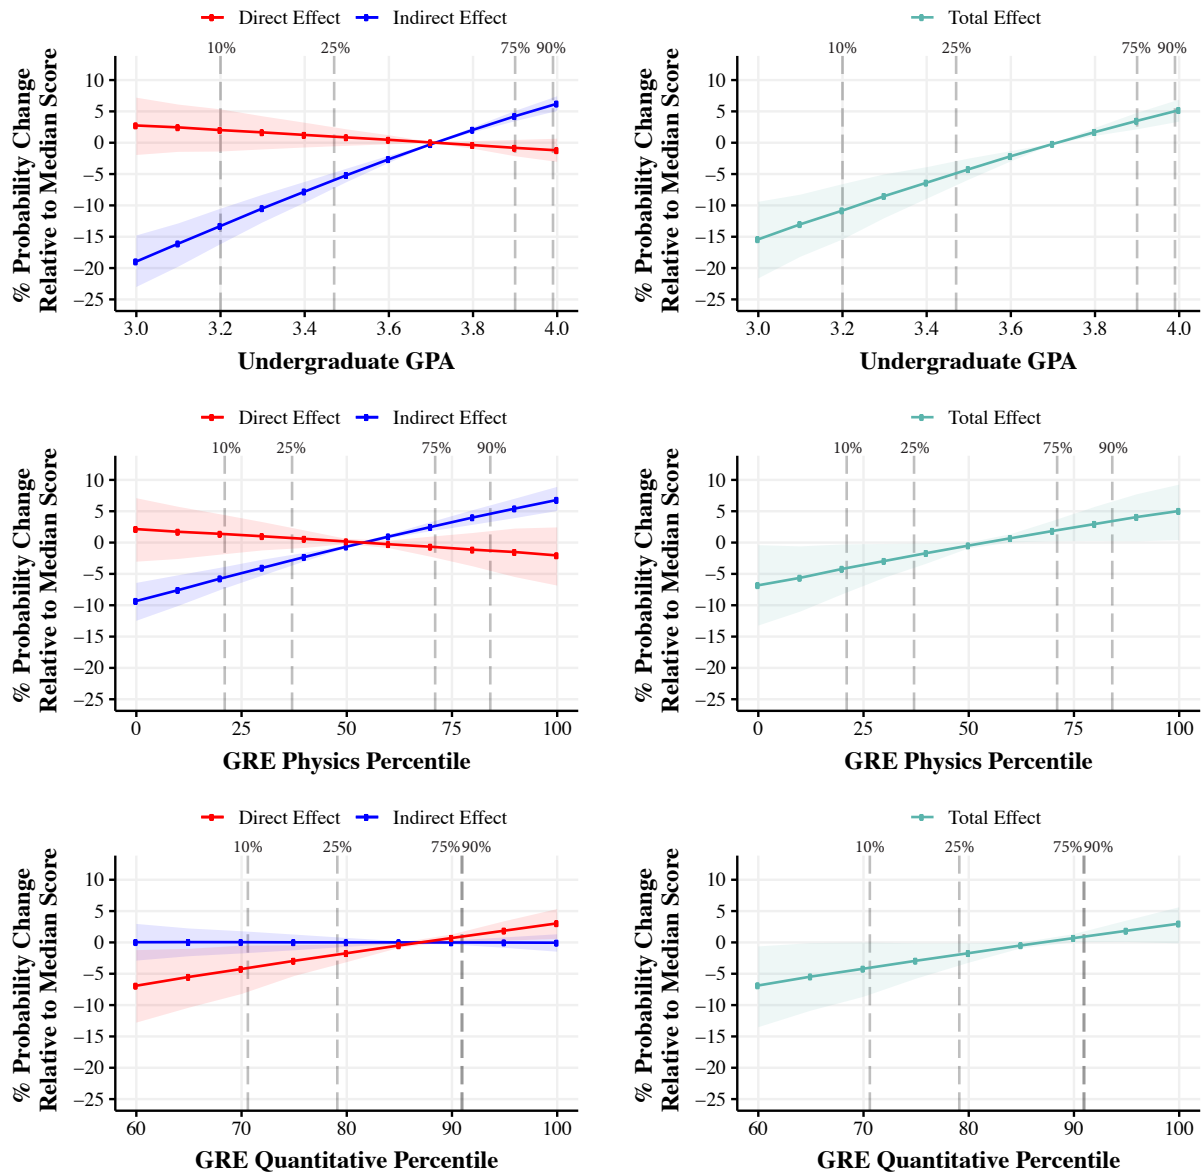 Direct Effect Indirect Effect
Total Effect
10% 25% 75% 90%
10% 25% 75% 90%
% Probability Change
Relative to Median Score
10
5
0
−5
−10
−15
−20
−25
3.0 3.2 3.4 3.6 3.8 4.0
Undergraduate GPA
% Probability Change
Relative to Median Score
10
5
0
−5
−10
−15
−20
−25
3.0 3.2 3.4 3.6 3.8 4.0
Undergraduate GPA
Direct Effect Indirect Effect
Total Effect
10% 25% 75% 90%
10% 25% 75% 90%
% Probability Change
Relative to Median Score
10
5
0
−5
−10
−15
−20
−25
0 25 50 75 100
GRE Physics Percentile
% Probability Change
Relative to Median Score
10
5
0
−5
−10
−15
−20
−25
0 25 50 75 100
GRE Physics Percentile
Direct Effect Indirect Effect
Total Effect
10% 25% 75% 90%
10% 25% 75% 90%
% Probability Change
Relative to Median Score
10
5
0
−5
−10
−15
−20
−25
60 70 80 90 100
GRE Quantitative Percentile
% Probability Change
Relative to Median Score
10
5
0
−5
−10
−15
−20
−25
60 70 80 90 100
GRE Quantitative Percentile